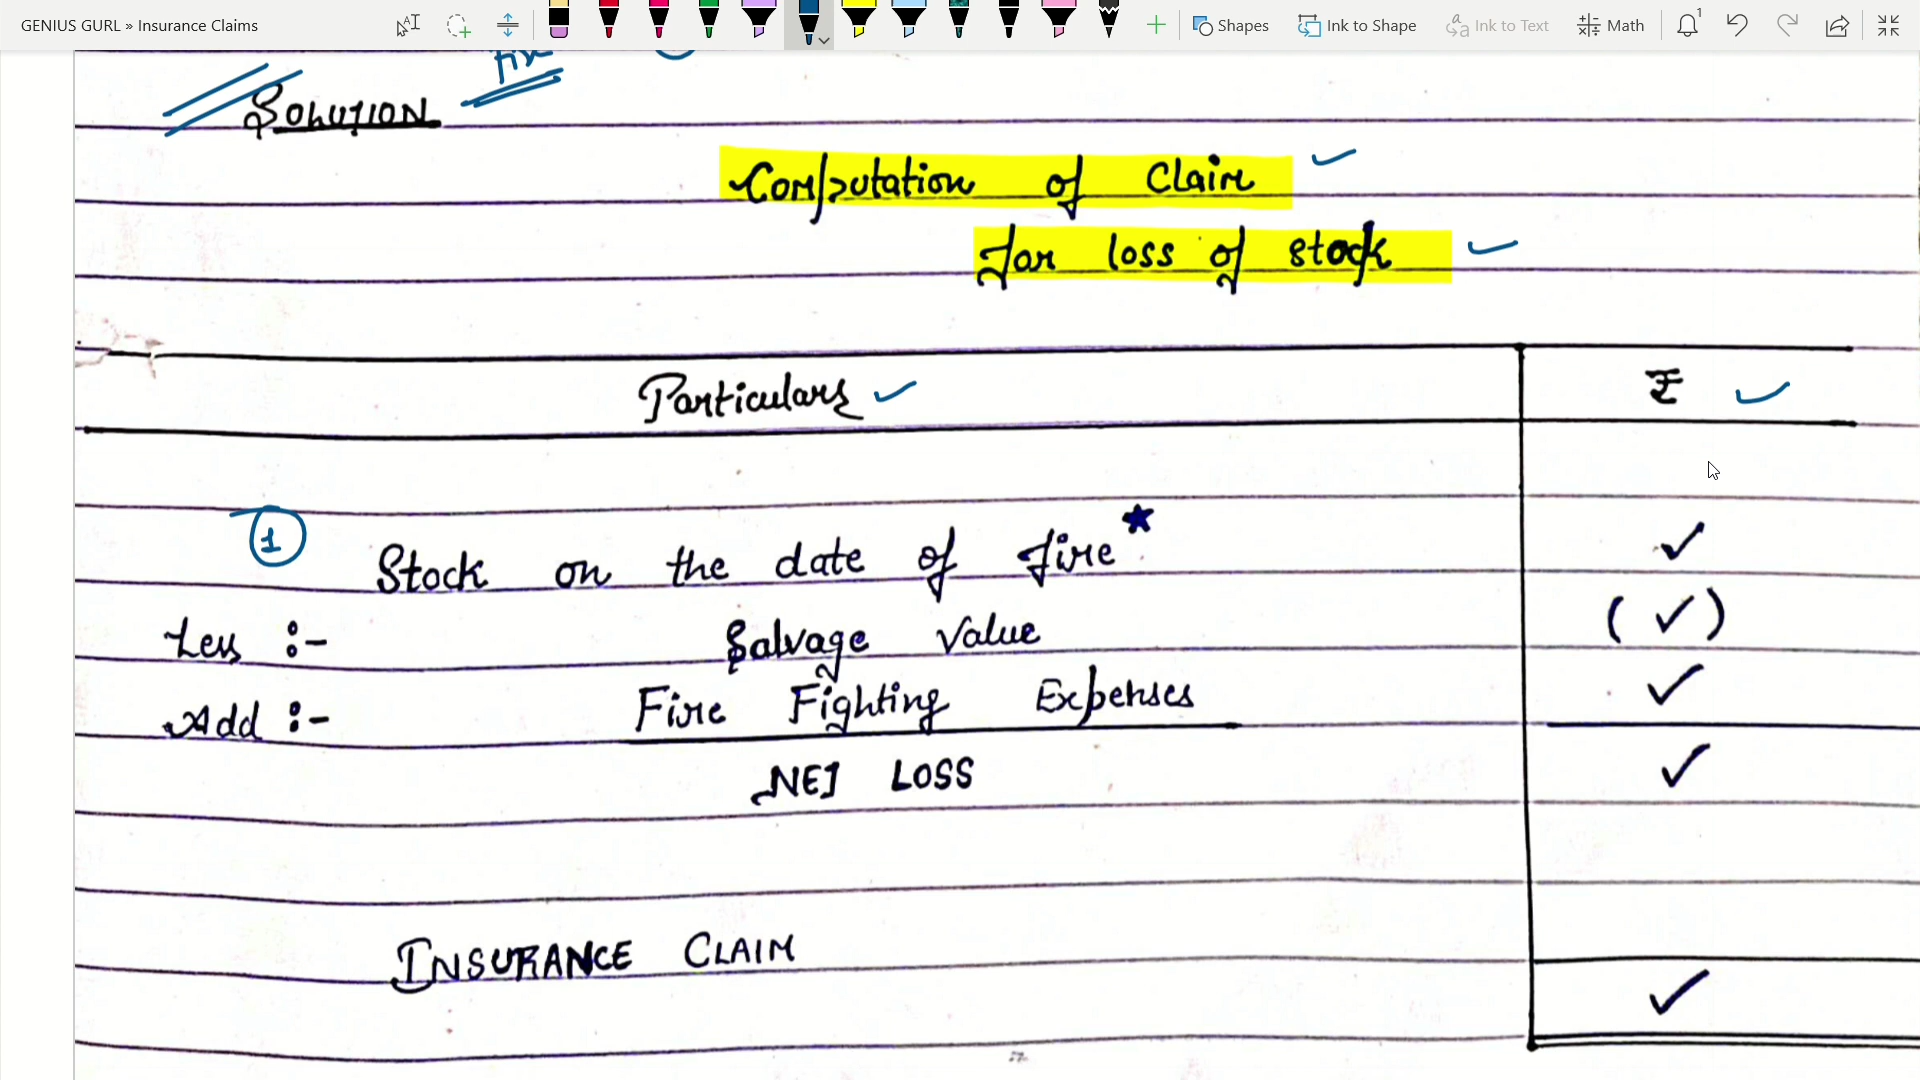 GENIUS GURL » Insurance Claims
Shapes Ink to Shape Ink to Text Math 1
SOLUTION
Computation of Claim
for loss of stock
Particulars ₹
1 Stock on the date of fire*
Less :- Salvage Value
Add :- Fire Fighting Expenses
NET LOSS
INSURANCE CLAIM